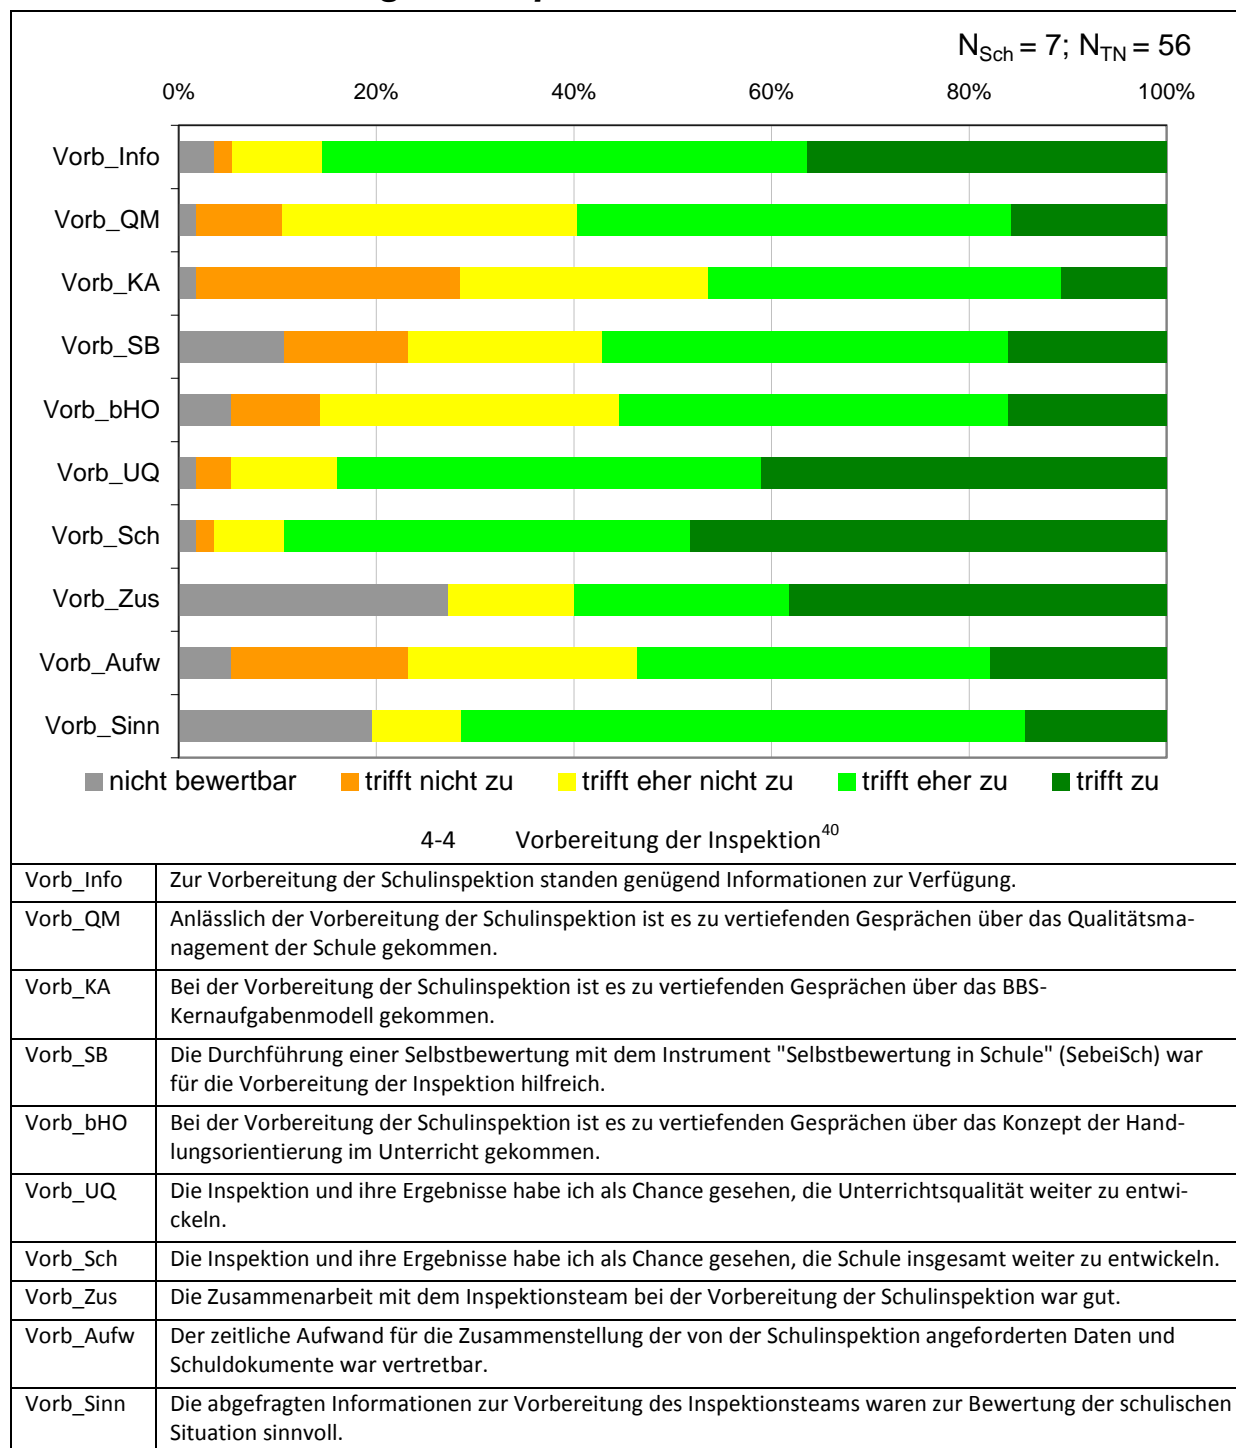 N_Sch = 7; N_TN = 56
0% 20% 40% 60% 80% 100%
Vorb_Info
Vorb_QM
Vorb_KA
Vorb_SB
Vorb_bHO
Vorb_UQ
Vorb_Sch
Vorb_Zus
Vorb_Aufw
Vorb_Sinn
nicht bewertbar trifft nicht zu trifft eher nicht zu trifft eher zu trifft zu
4-4 Vorbereitung der Inspektion40
Vorb_Info Zur Vorbereitung der Schulinspektion standen genügend Informationen zur Verfügung.
Vorb_QM Anlässlich der Vorbereitung der Schulinspektion ist es zu vertiefenden Gesprächen über das Qualitätsma-
nagement der Schule gekommen.
Vorb_KA Bei der Vorbereitung der Schulinspektion ist es zu vertiefenden Gesprächen über das BBS-
Kernaufgabenmodell gekommen.
Vorb_SB Die Durchführung einer Selbstbewertung mit dem Instrument "Selbstbewertung in Schule" (SebeiSch) war
für die Vorbereitung der Inspektion hilfreich.
Vorb_bHO Bei der Vorbereitung der Schulinspektion ist es zu vertiefenden Gesprächen über das Konzept der Hand-
lungsorientierung im Unterricht gekommen.
Vorb_UQ Die Inspektion und ihre Ergebnisse habe ich als Chance gesehen, die Unterrichtsqualität weiter zu entwi-
ckeln.
Vorb_Sch Die Inspektion und ihre Ergebnisse habe ich als Chance gesehen, die Schule insgesamt weiter zu entwickeln.
Vorb_Zus Die Zusammenarbeit mit dem Inspektionsteam bei der Vorbereitung der Schulinspektion war gut.
Vorb_Aufw Der zeitliche Aufwand für die Zusammenstellung der von der Schulinspektion angeforderten Daten und
Schuldokumente war vertretbar.
Vorb_Sinn Die abgefragten Informationen zur Vorbereitung des Inspektionsteams waren zur Bewertung der schulischen
Situation sinnvoll.